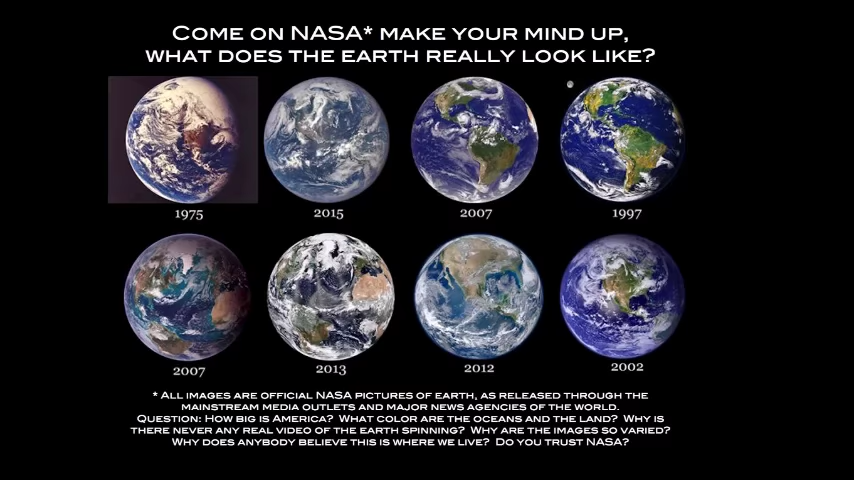 COME ON NASA* MAKE YOUR MIND UP,
WHAT DOES THE EARTH REALLY LOOK LIKE?
1975
2015
2007
1997
2007
2013
2012
2002
* ALL IMAGES ARE OFFICIAL NASA PICTURES OF EARTH, AS RELEASED THROUGH THE
MAINSTREAM MEDIA OUTLETS AND MAJOR NEWS AGENCIES OF THE WORLD.
QUESTION: HOW BIG IS AMERICA? WHAT COLOR ARE THE OCEANS AND THE LAND? WHY IS
THERE NEVER ANY REAL VIDEO OF THE EARTH SPINNING? WHY ARE THE IMAGES SO VARIED?
WHY DOES ANYBODY BELIEVE THIS IS WHERE WE LIVE? DO YOU TRUST NASA?